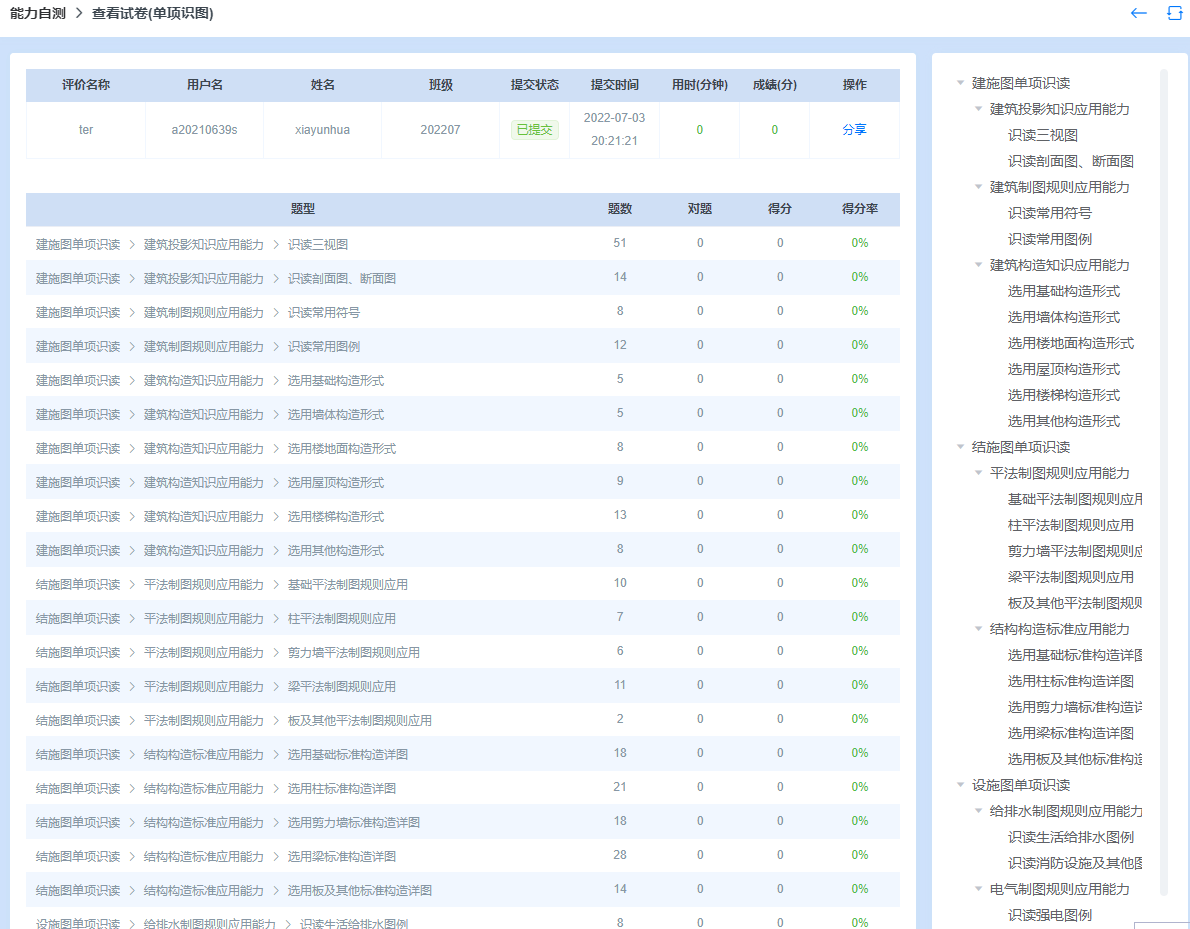 能力自测 > 查看试卷(单项识图)
评价名称 用户名 姓名 班级 提交状态 提交时间 用时(分钟) 成绩(分) 操作
ter a20210639s xiayunhua 202207 已提交 2022-07-03 20:21:21 0 0 分享
题型 题数 对题 得分 得分率
建施图单项识读 > 建筑投影知识应用能力 > 识读三视图 51 0 0 0%
建施图单项识读 > 建筑投影知识应用能力 > 识读剖面图、断面图 14 0 0 0%
建施图单项识读 > 建筑制图规则应用能力 > 识读常用符号 8 0 0 0%
建施图单项识读 > 建筑制图规则应用能力 > 识读常用图例 12 0 0 0%
建施图单项识读 > 建筑构造知识应用能力 > 选用基础构造形式 5 0 0 0%
建施图单项识读 > 建筑构造知识应用能力 > 选用墙体构造形式 5 0 0 0%
建施图单项识读 > 建筑构造知识应用能力 > 选用楼地面构造形式 8 0 0 0%
建施图单项识读 > 建筑构造知识应用能力 > 选用屋顶构造形式 9 0 0 0%
建施图单项识读 > 建筑构造知识应用能力 > 选用楼梯构造形式 13 0 0 0%
建施图单项识读 > 建筑构造知识应用能力 > 选用其他构造形式 8 0 0 0%
结施图单项识读 > 平法制图规则应用能力 > 基础平法制图规则应用 10 0 0 0%
结施图单项识读 > 平法制图规则应用能力 > 柱平法制图规则应用 7 0 0 0%
结施图单项识读 > 平法制图规则应用能力 > 剪力墙平法制图规则应用 6 0 0 0%
结施图单项识读 > 平法制图规则应用能力 > 梁平法制图规则应用 11 0 0 0%
结施图单项识读 > 平法制图规则应用能力 > 板及其他平法制图规则应用 2 0 0 0%
结施图单项识读 > 结构构造标准应用能力 > 选用基础标准构造详图 18 0 0 0%
结施图单项识读 > 结构构造标准应用能力 > 选用柱标准构造详图 21 0 0 0%
结施图单项识读 > 结构构造标准应用能力 > 选用剪力墙标准构造详图 18 0 0 0%
结施图单项识读 > 结构构造标准应用能力 > 选用梁标准构造详图 28 0 0 0%
结施图单项识读 > 结构构造标准应用能力 > 选用板及其他标准构造详图 14 0 0 0%
设施图单项识读 > 给排水制图规则应用能力 > 识读生活给排水图例 8 0 0 0%
建施图单项识读
建筑投影知识应用能力
识读三视图
识读剖面图、断面图
建筑制图规则应用能力
识读常用符号
识读常用图例
建筑构造知识应用能力
选用基础构造形式
选用墙体构造形式
选用楼地面构造形式
选用屋顶构造形式
选用楼梯构造形式
选用其他构造形式
结施图单项识读
平法制图规则应用能力
基础平法制图规则应用
柱平法制图规则应用
剪力墙平法制图规则应
梁平法制图规则应用
板及其他平法制图规则
结构构造标准应用能力
选用基础标准构造详图
选用柱标准构造详图
选用剪力墙标准构造详
选用梁标准构造详图
选用板及其他标准构造
设施图单项识读
给排水制图规则应用能力
识读生活给排水图例
识读消防设施及其他图
电气制图规则应用能力
识读强电图例